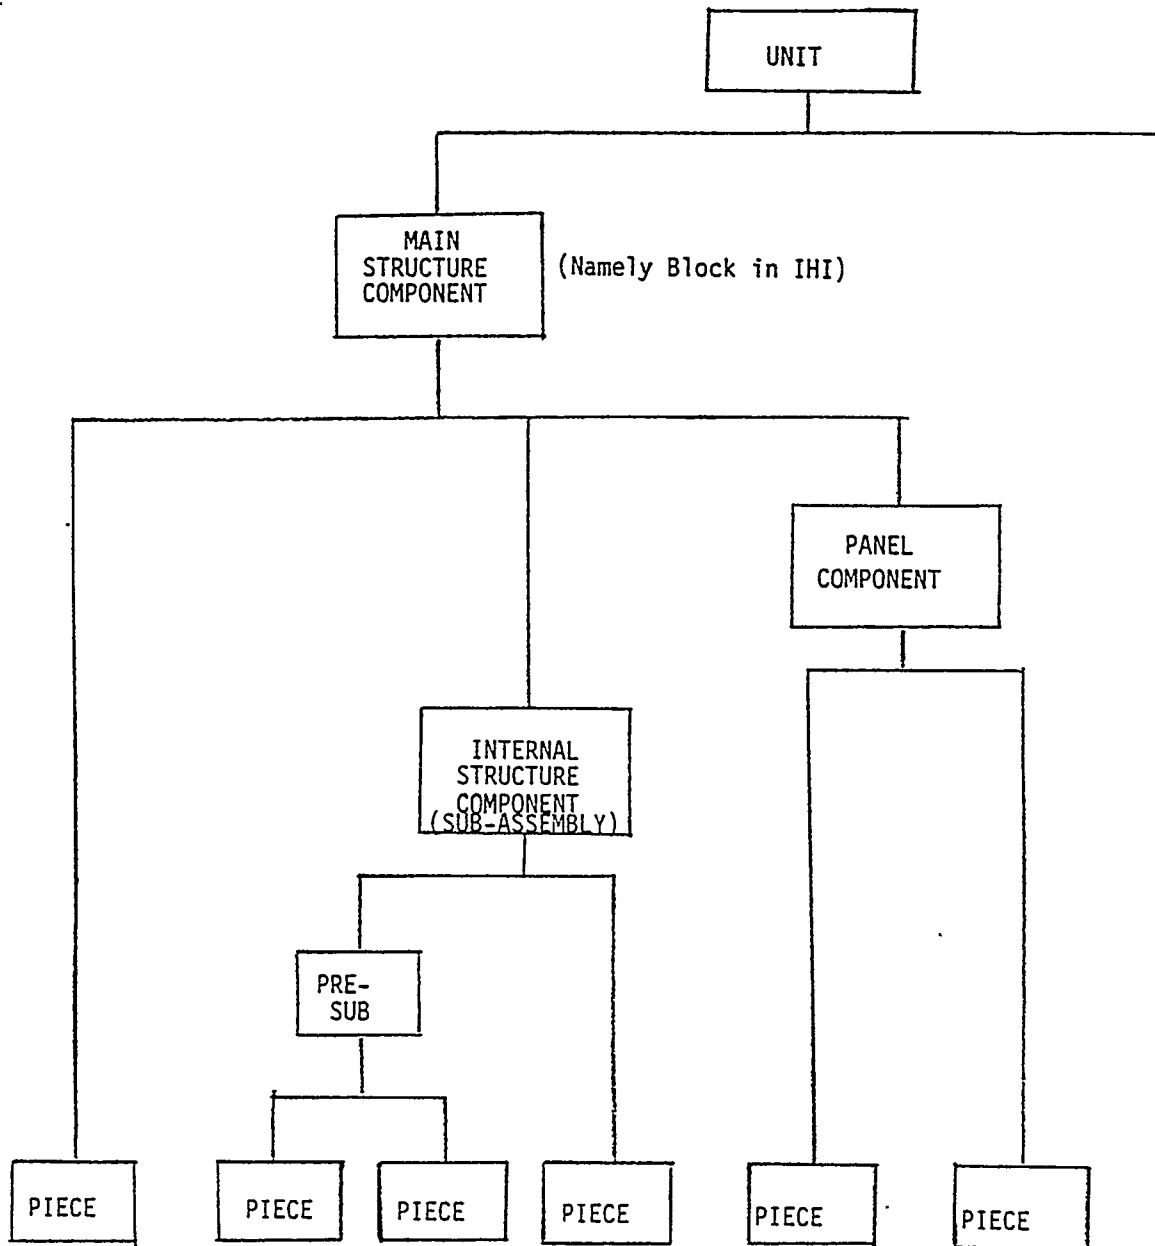 UNIT
MAIN
STRUCTURE
COMPONENT
(Namely Block in IHI)
PANEL
COMPONENT
INTERNAL
STRUCTURE
COMPONENT
(SUB-ASSEMBLY)
PRE-
SUB
PIECE
PIECE
PIECE
PIECE
PIECE
PIECE